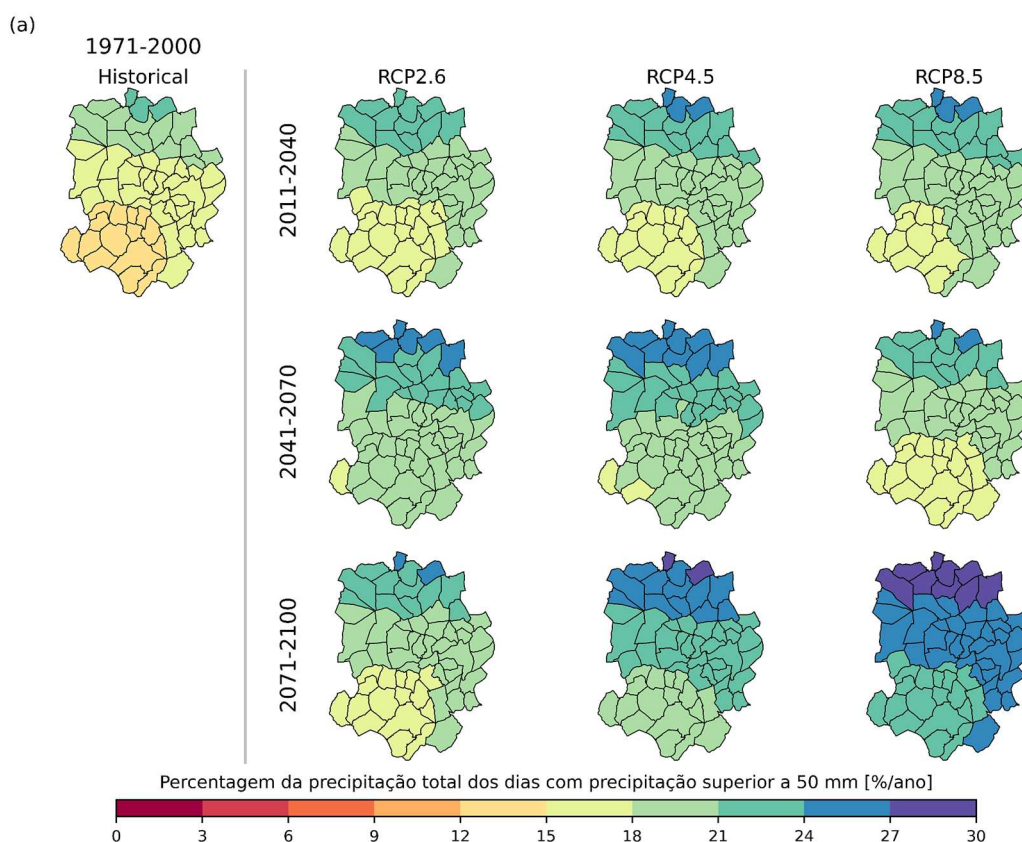 (a)
1971-2000
Historical
RCP2.6
RCP4.5
RCP8.5
2011-2040
2041-2070
2071-2100
Percentagem da precipitação total dos dias com precipitação superior a 50 mm [%/ano]
0 3 6 9 12 15 18 21 24 27 30